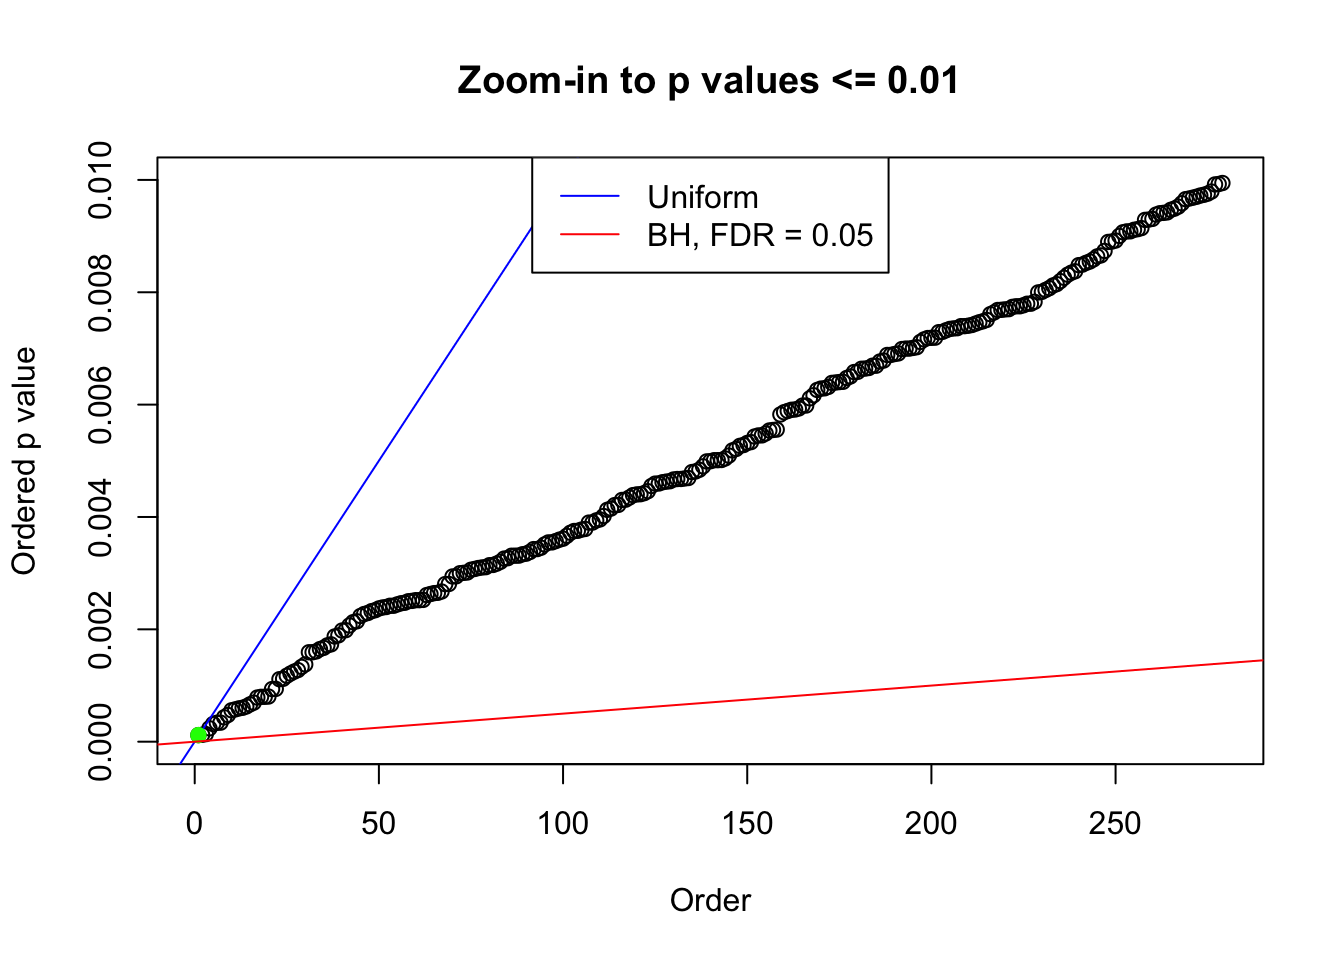 Zoom-in to p values <= 0.01
Uniform
BH, FDR = 0.05
Ordered p value
0.010
0.008
0.006
0.004
0.002
0.000
0 50 100 150 200 250
Order